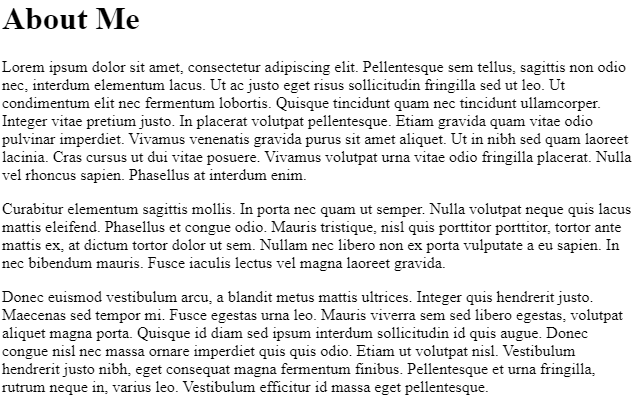 About Me
Lorem ipsum dolor sit amet, consectetur adipiscing elit. Pellentesque sem tellus, sagittis non odio
nec, interdum elementum lacus. Ut ac justo eget risus sollicitudin fringilla sed ut leo. Ut
condimentum elit nec fermentum lobortis. Quisque tincidunt quam nec tincidunt ullamcorper.
Integer vitae pretium justo. In placerat volutpat pellentesque. Etiam gravida quam vitae odio
pulvinar imperdiet. Vivamus venenatis gravida purus sit amet aliquet. Ut in nibh sed quam laoreet
lacinia. Cras cursus ut dui vitae posuere. Vivamus volutpat urna vitae odio fringilla placerat. Nulla
vel rhoncus sapien. Phasellus at interdum enim.
Curabitur elementum sagittis mollis. In porta nec quam ut semper. Nulla volutpat neque quis lacus
mattis eleifend. Phasellus et congue odio. Mauris tristique, nisl quis porttitor porttitor, tortor ante
mattis ex, at dictum tortor dolor ut sem. Nullam nec libero non ex porta vulputate a eu sapien. In
nec bibendum mauris. Fusce iaculis lectus vel magna laoreet gravida.
Donec euismod vestibulum arcu, a blandit metus mattis ultrices. Integer quis hendrerit justo.
Maecenas sed tempor mi. Fusce egestas urna leo. Mauris viverra sem sed libero egestas, volutpat
aliquet magna porta. Quisque id diam sed ipsum interdum sollicitudin id quis augue. Donec
congue nisl nec massa ornare imperdiet quis quis odio. Etiam ut volutpat nisl. Vestibulum
hendrerit justo nibh, eget consequat magna fermentum finibus. Pellentesque et urna fringilla,
rutrum neque in, varius leo. Vestibulum efficitur id massa eget pellentesque.